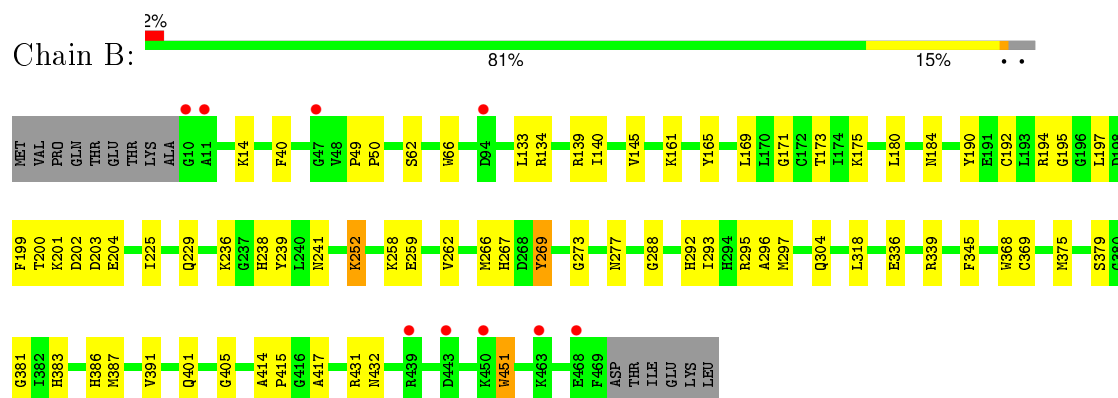 2%
Chain B:
81% 15% • •
MET VAL PRO GLN THR GLU THR LYS ALA G10 A11 K14 F40 G47 V48 P49 P50 S62 W66 D94 L133 R134 R139 I140 V145 K161 Y165 L169 L170 G171 C172 T173 I174 K175 L180 N184 Y190 E191 C192 L193 R194 G195 G196 L197 D198
F199 T200 K201 D202 D203 E204 I225 Q229 K236 G237 H238 Y239 L240 N241 K252 K258 E259 V262 M266 H267 D268 Y269 G273 N277 G288 H292 I293 H294 R295 A296 M297 Q304 L318 E336 R339 F345 W368 C369 M375 S379 G380
G381 I382 H383 H386 M387 V391 Q401 G405 A414 P415 G416 A417 R431 N432 R439 D443 K450 W451 K463 E468 F469 ASP THR ILE GLU LYS LEU